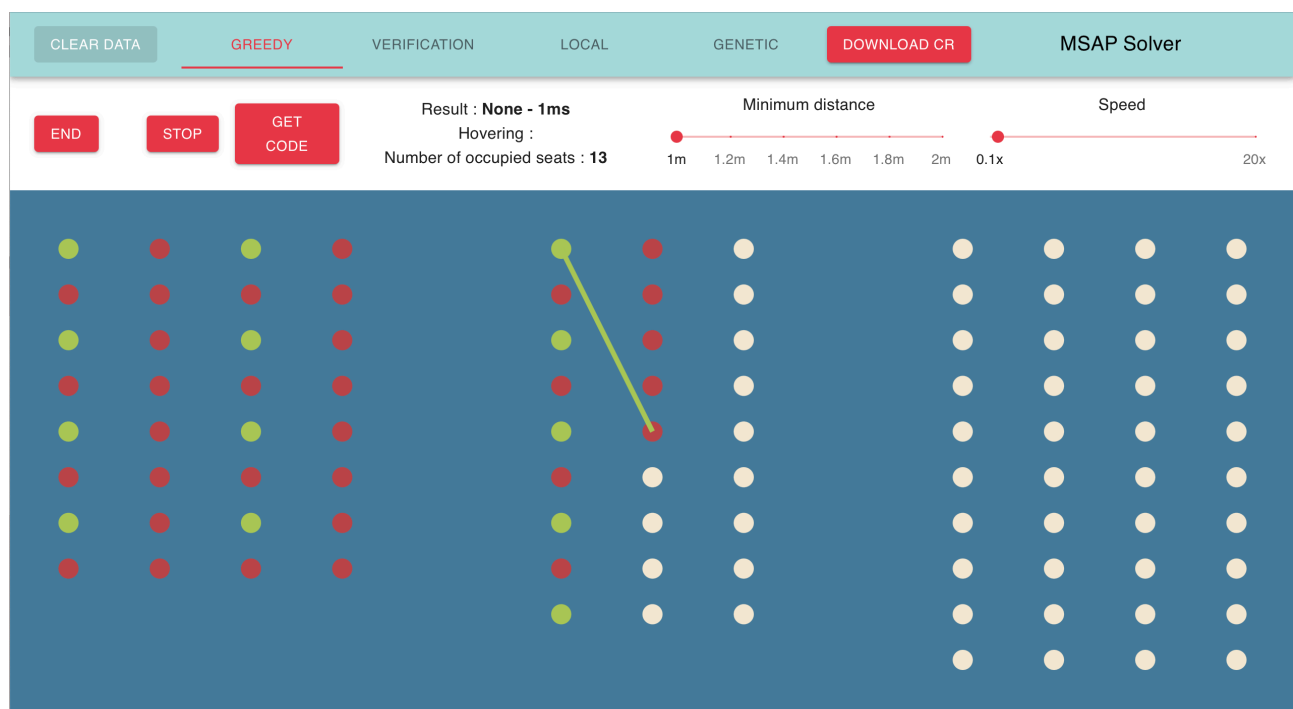 CLEAR DATA GREEDY VERIFICATION LOCAL GENETIC DOWNLOAD CR MSAP Solver
END STOP GET CODE
Result : None - 1ms
Hovering :
Number of occupied seats : 13
Minimum distance
1m 1.2m 1.4m 1.6m 1.8m 2m
Speed
0.1x 20x